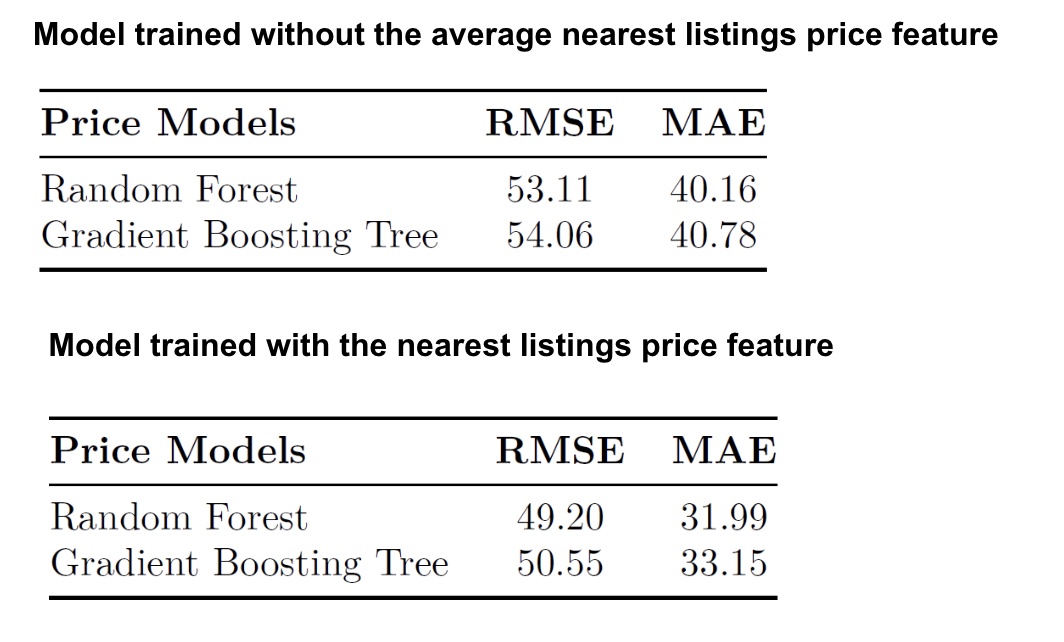 Model trained without the average nearest listings price feature
Price Models RMSE MAE
Random Forest 53.11 40.16
Gradient Boosting Tree 54.06 40.78
Model trained with the nearest listings price feature
Price Models RMSE MAE
Random Forest 49.20 31.99
Gradient Boosting Tree 50.55 33.15